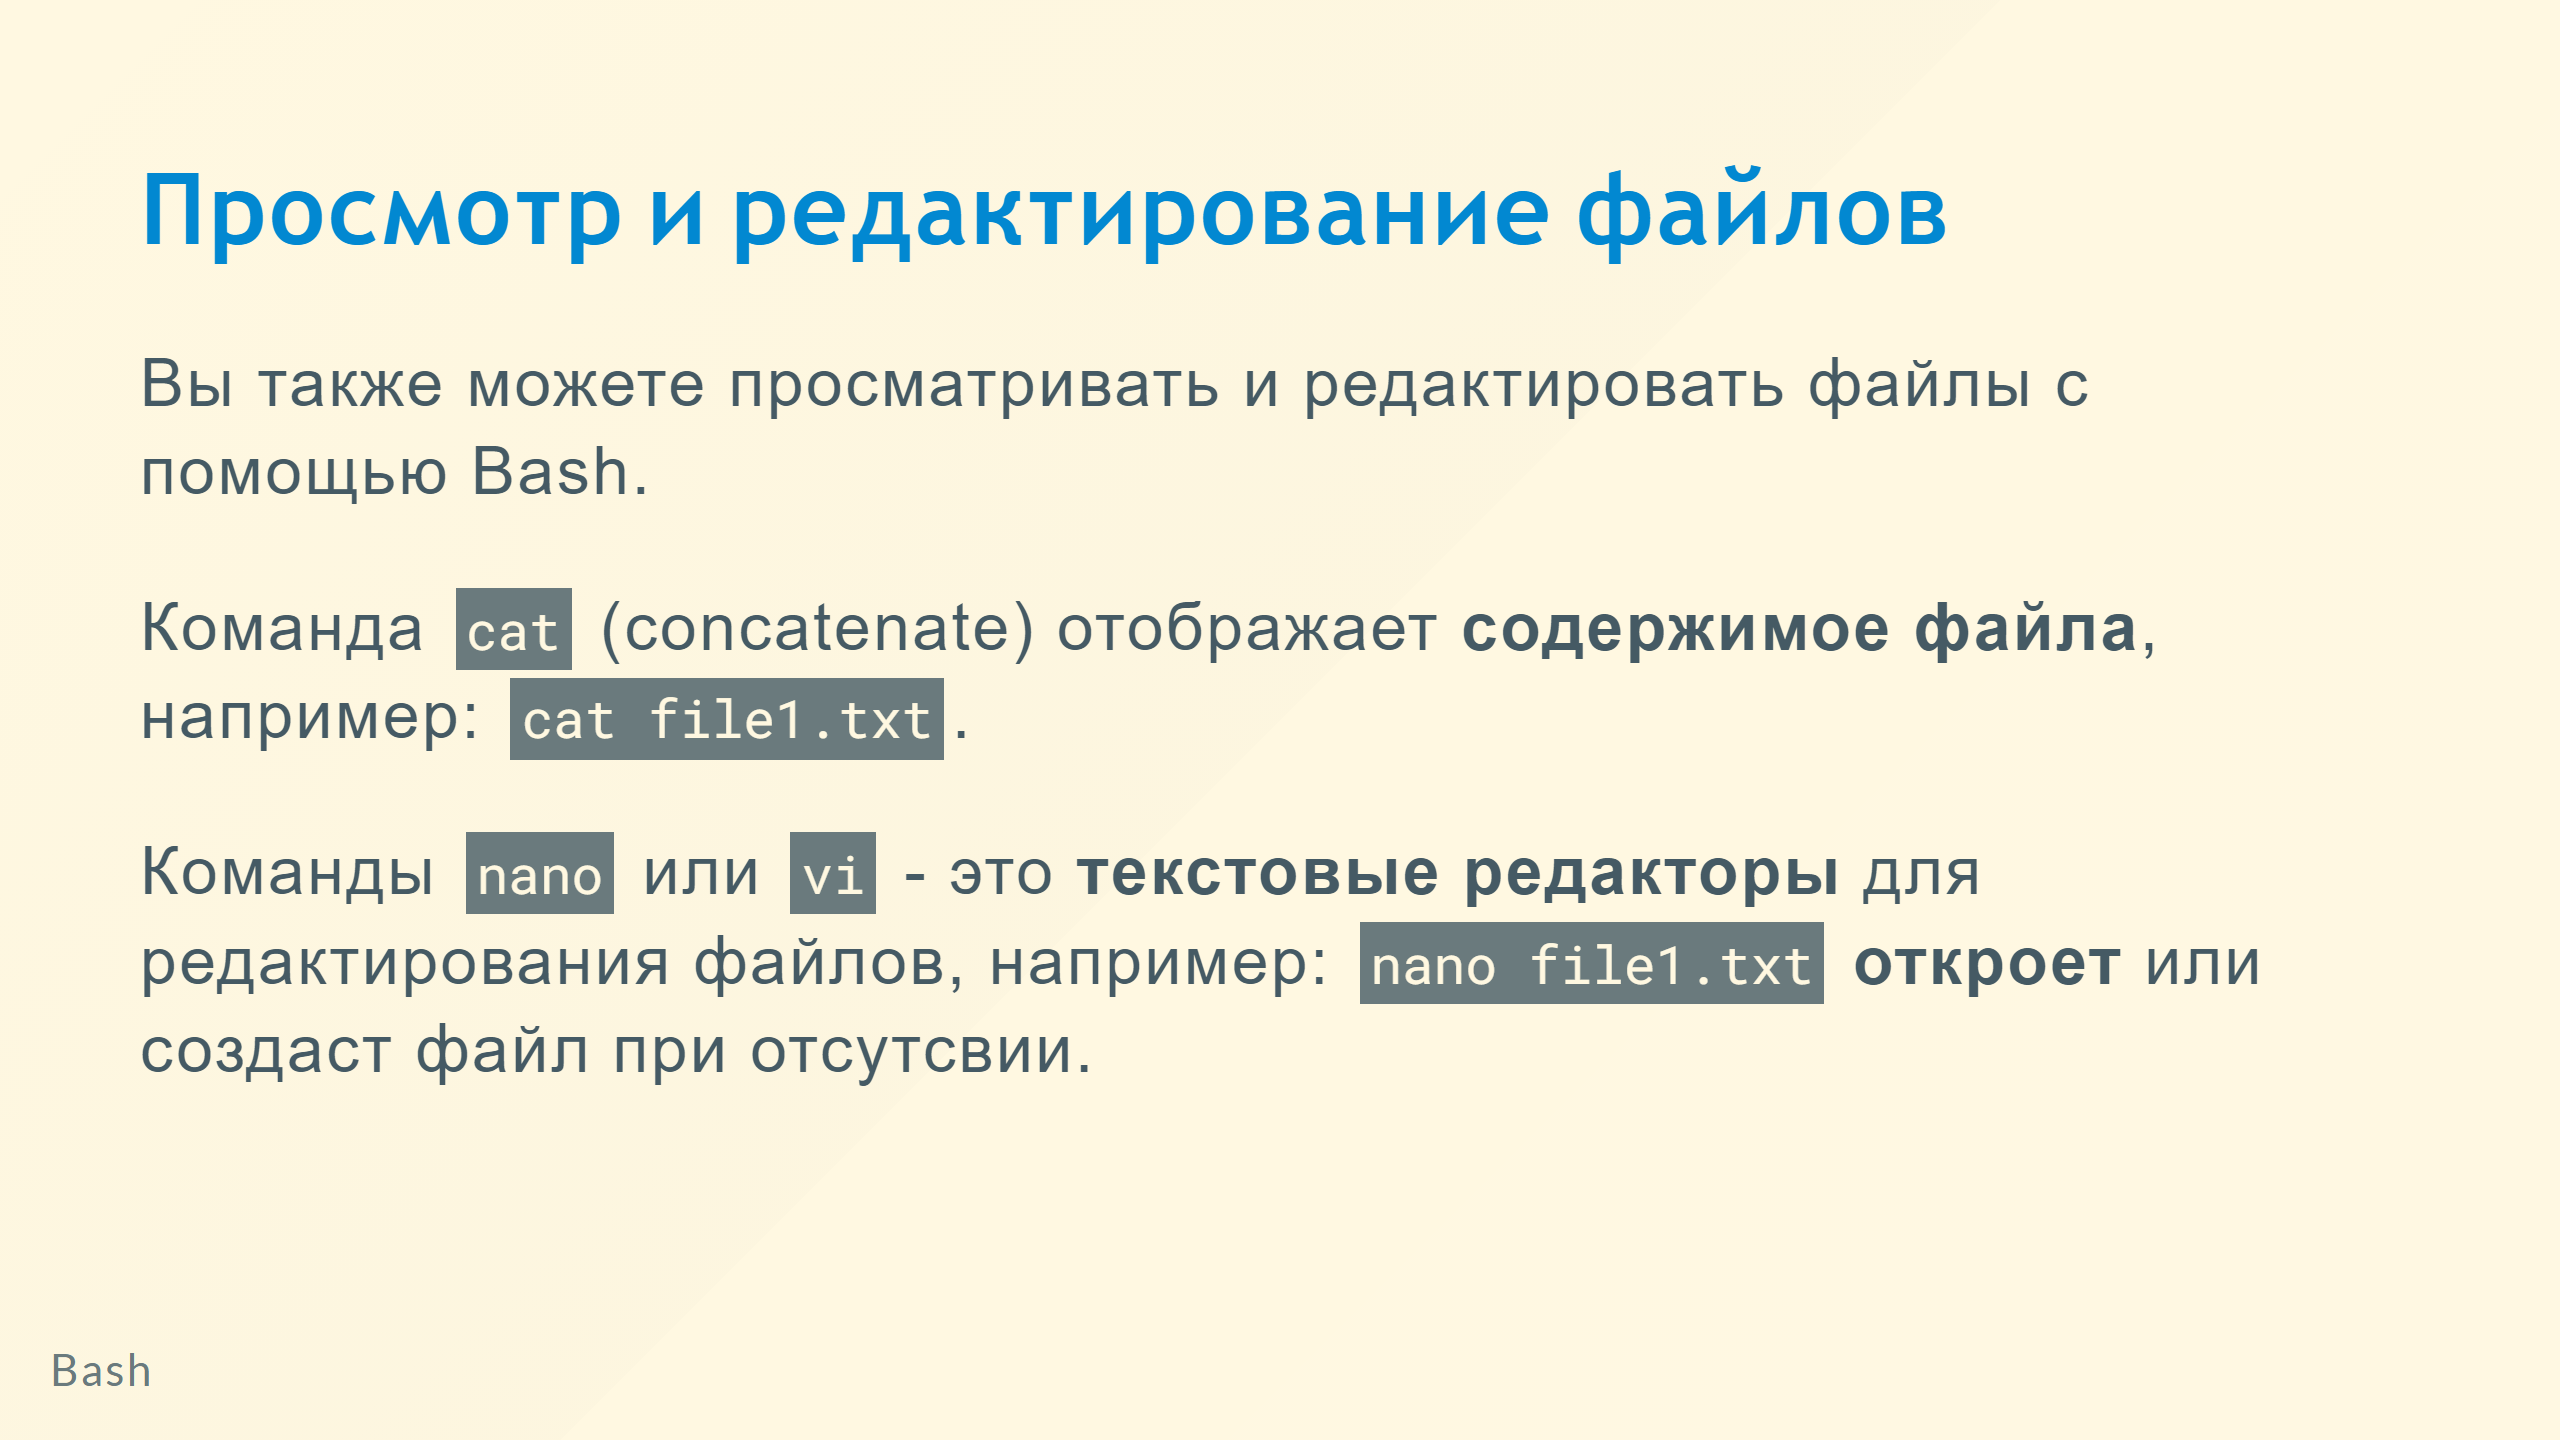 Просмотр и редактирование файлов
Вы также можете просматривать и редактировать файлы с
помощью Bash.
Команда cat (concatenate) отображает содержимое файла,
например: cat file1.txt.
Команды nano или vi - это текстовые редакторы для
редактирования файлов, например: nano file1.txt откроет или
создаст файл при отсутсвии.
Bash